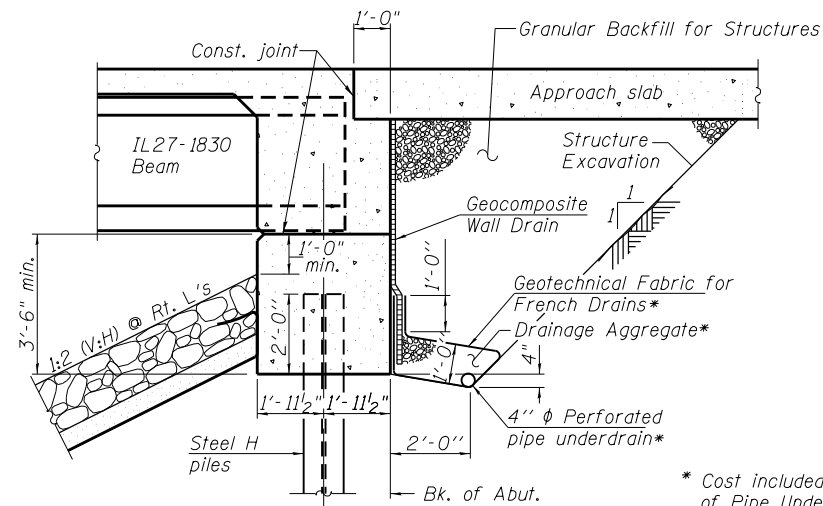 1'-0"
Granular Backfill for Structures
Const. joint
Approach slab
IL27-1830
Beam
Structure
Excavation
1
1
Geocomposite
Wall Drain
1'-0"
min.
3'-6" min.
1'-0"
Geotechnical Fabric for
French Drains*
Drainage Aggregate*
2'-0"
1:2 (V:H) @ Rt. L's
1'-0"
4"
1'-11½"
1'-11½"
4" ϕ Perforated
pipe underdrain*
2'-0"
Steel H
piles
Bk. of Abut.
* Cost included
of Pipe Unde